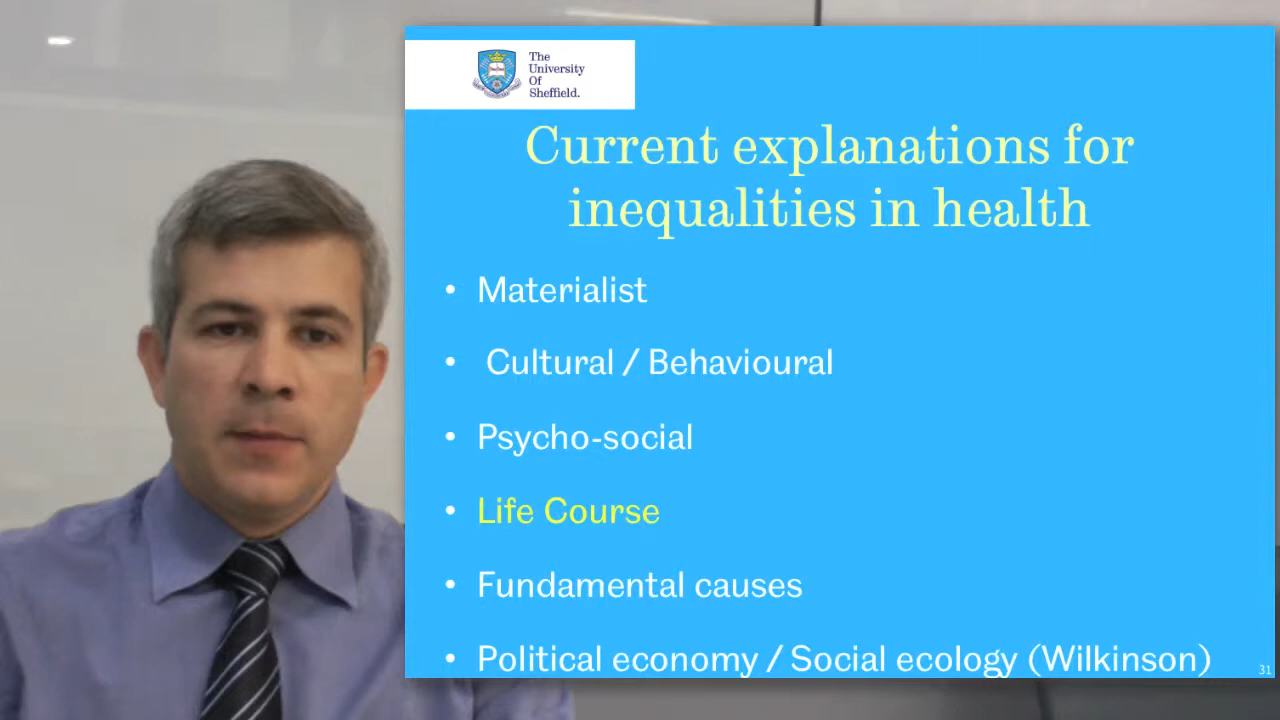 The
University
Of
Sheffield.
Current explanations for
inequalities in health
• Materialist
• Cultural / Behavioural
• Psycho-social
• Life Course
• Fundamental causes
• Political economy / Social ecology (Wilkinson)
31